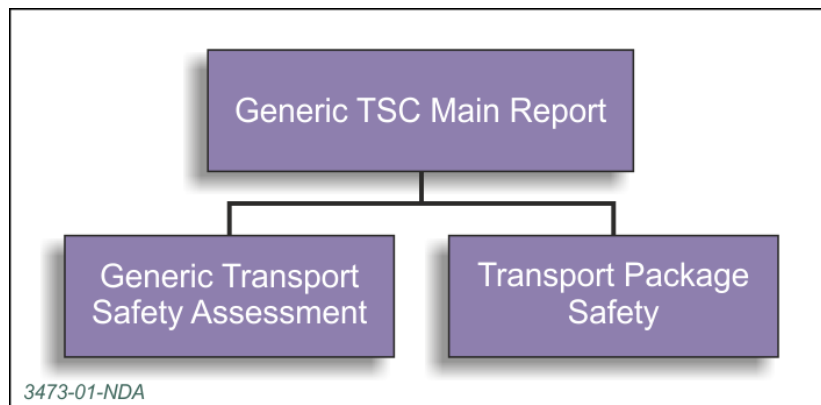 Generic TSC Main Report
Generic Transport
Safety Assessment
Transport Package
Safety
3473-01-NDA